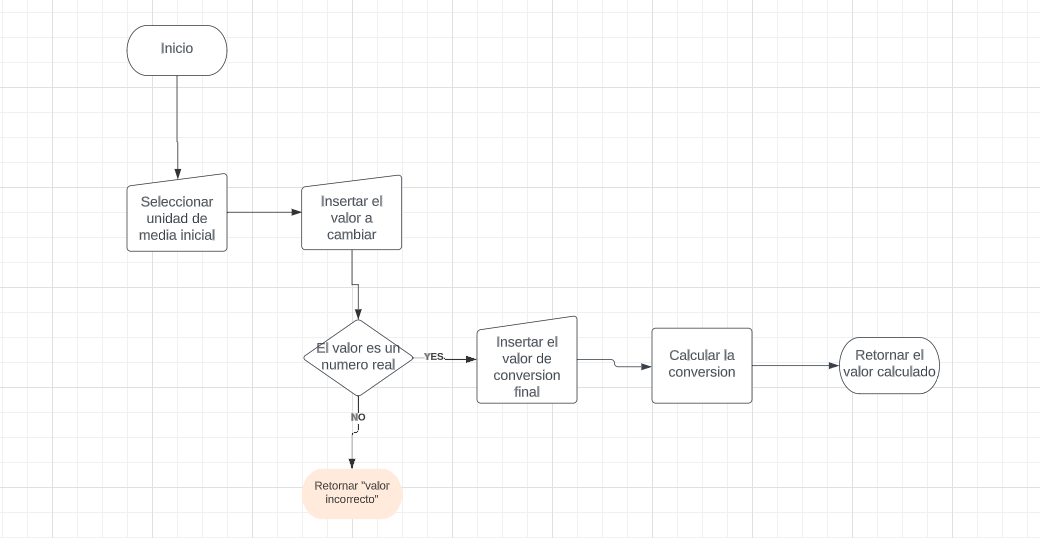 Inicio
Seleccionar
unidad de
media inicial
Insertar el
valor a
cambiar
El valor es un
numero real
YES
Insertar el
valor de
conversion
final
Calcular la
conversion
Retornar el
valor calculado
NO
Retornar "valor
incorrecto"